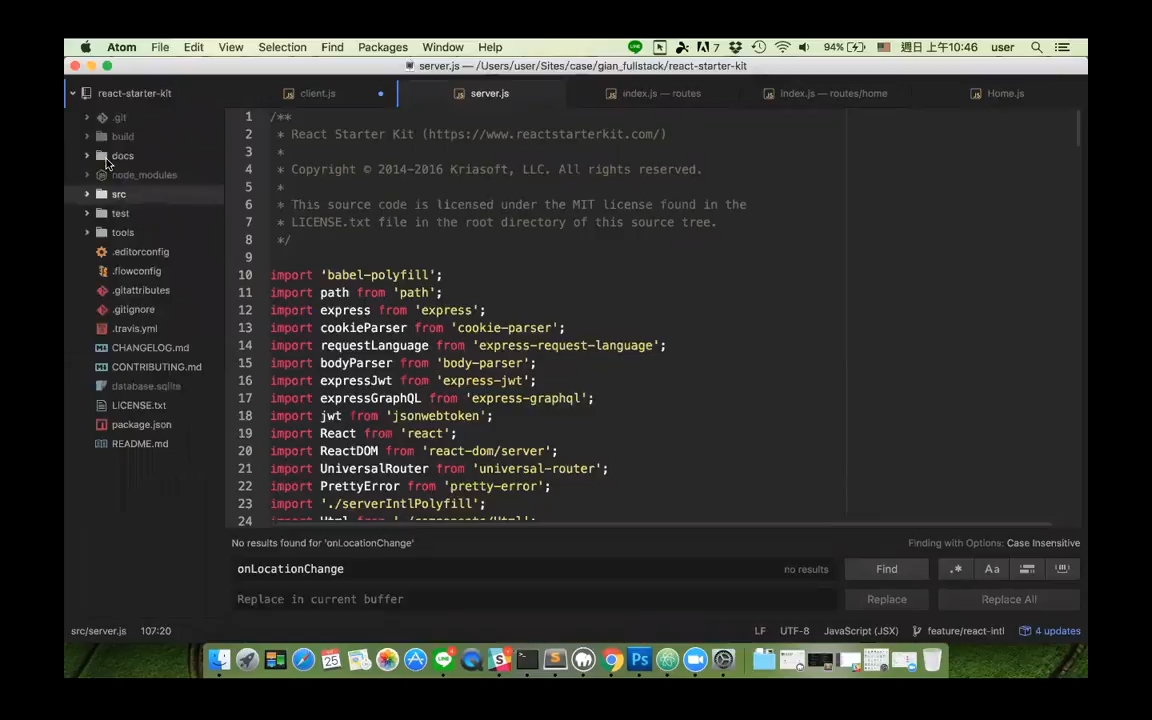 Atom File Edit View Selection Find Packages Window Help 7 94% 週日 上午10:46 user
server.js — /Users/user/Sites/case/gian_fullstack/react-starter-kit
react-starter-kit
client.js
server.js
index.js — routes
index.js — routes/home
Home.js
.git
build
docs
node_modules
src
test
tools
.editorconfig
.flowconfig
.gitattributes
.gitignore
.travis.yml
CHANGELOG.md
CONTRIBUTING.md
database.sqlite
LICENSE.txt
package.json
README.md
1 /**
2 * React Starter Kit (https://www.reactstarterkit.com/)
3 *
4 * Copyright © 2014-2016 Kriasoft, LLC. All rights reserved.
5 *
6 * This source code is licensed under the MIT license found in the
7 * LICENSE.txt file in the root directory of this source tree.
8 */
9
10 import 'babel-polyfill';
11 import path from 'path';
12 import express from 'express';
13 import cookieParser from 'cookie-parser';
14 import requestLanguage from 'express-request-language';
15 import bodyParser from 'body-parser';
16 import expressJwt from 'express-jwt';
17 import expressGraphQL from 'express-graphql';
18 import jwt from 'jsonwebtoken';
19 import React from 'react';
20 import ReactDOM from 'react-dom/server';
21 import UniversalRouter from 'universal-router';
22 import PrettyError from 'pretty-error';
23 import './serverIntlPolyfill';
24 import Html from './components/Html';
No results found for 'onLocationChange'
Finding with Options: Case Insensitive
onLocationChange
no results
Find
.* Aa
Replace in current buffer
Replace
Replace All
src/server.js 107:20
LF UTF-8 JavaScript (JSX) feature/react-intl 4 updates
25